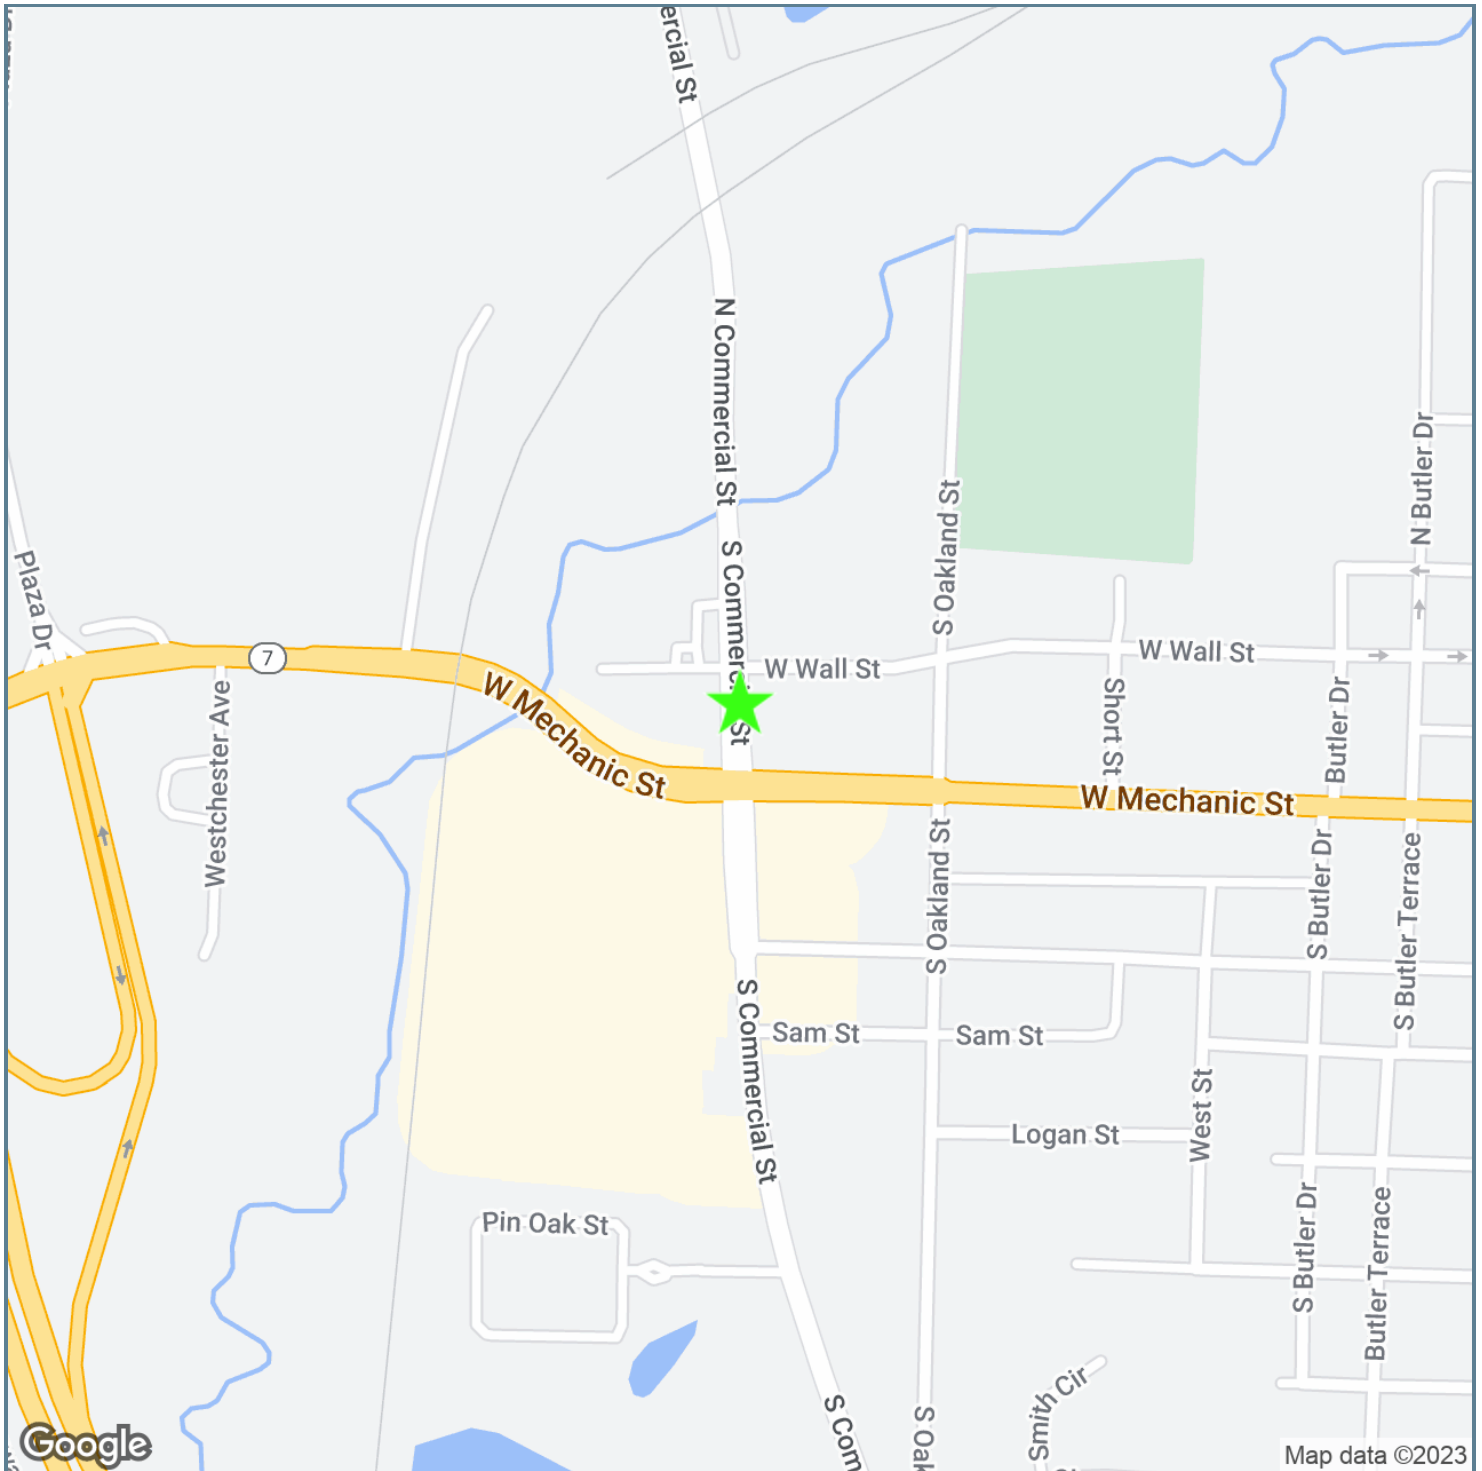 ercial St
N Commercial St
S Commercial St
W Wall St
W Wall St
S Oakland St
N Butler Dr
Plaza Dr
7
W Mechanic St
W Mechanic St
Westchester Ave
Short St
Butler Dr
S Butler Dr
S Butler Terrace
S Oakland St
S Commercial St
Sam St
Sam St
Logan St
West St
Pin Oak St
S Butler Dr
Butler Terrace
Smith Cir
S Com
S Oak
Google
Map data ©2023